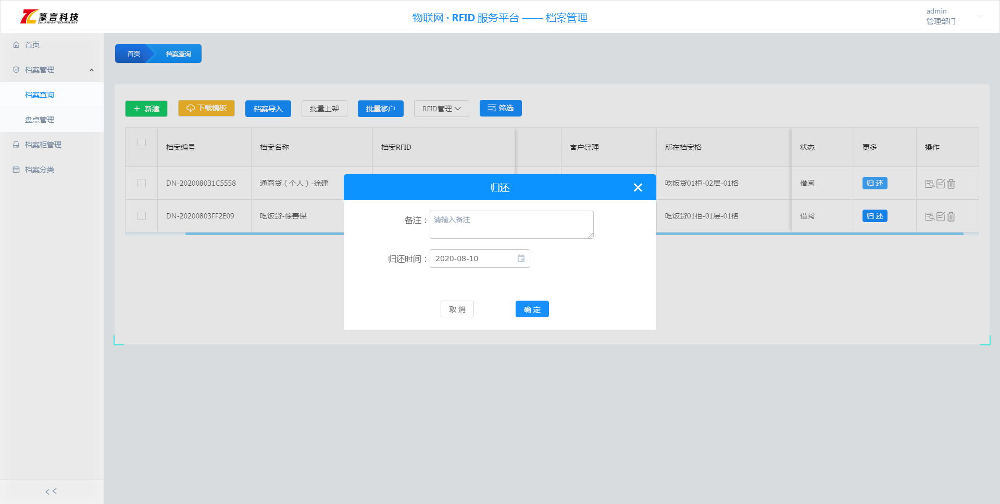 篆言科技
ZHUANYAN TECHNOLOGY
物联网 · RFID 服务平台 —— 档案管理
admin
管理部门
首页
档案管理
档案查询
盘点管理
档案柜管理
档案分类
首页 档案查询
新建 下载模板 档案导入 批量上架 批量移户 RFID管理 筛选
档案编号 档案名称 档案RFID 客户经理 所在档案格 状态 更多 操作
DN-202008031C5558 通商贷（个人）-徐建 吃饭贷01柜-02层-01格 借阅 归 还
DN-20200803FF2E09 吃饭贷-徐善保 吃饭贷01柜-01层-01格 借阅 归 还
归还
备注：请输入备注
归还时间：2020-08-10
取 消 确 定